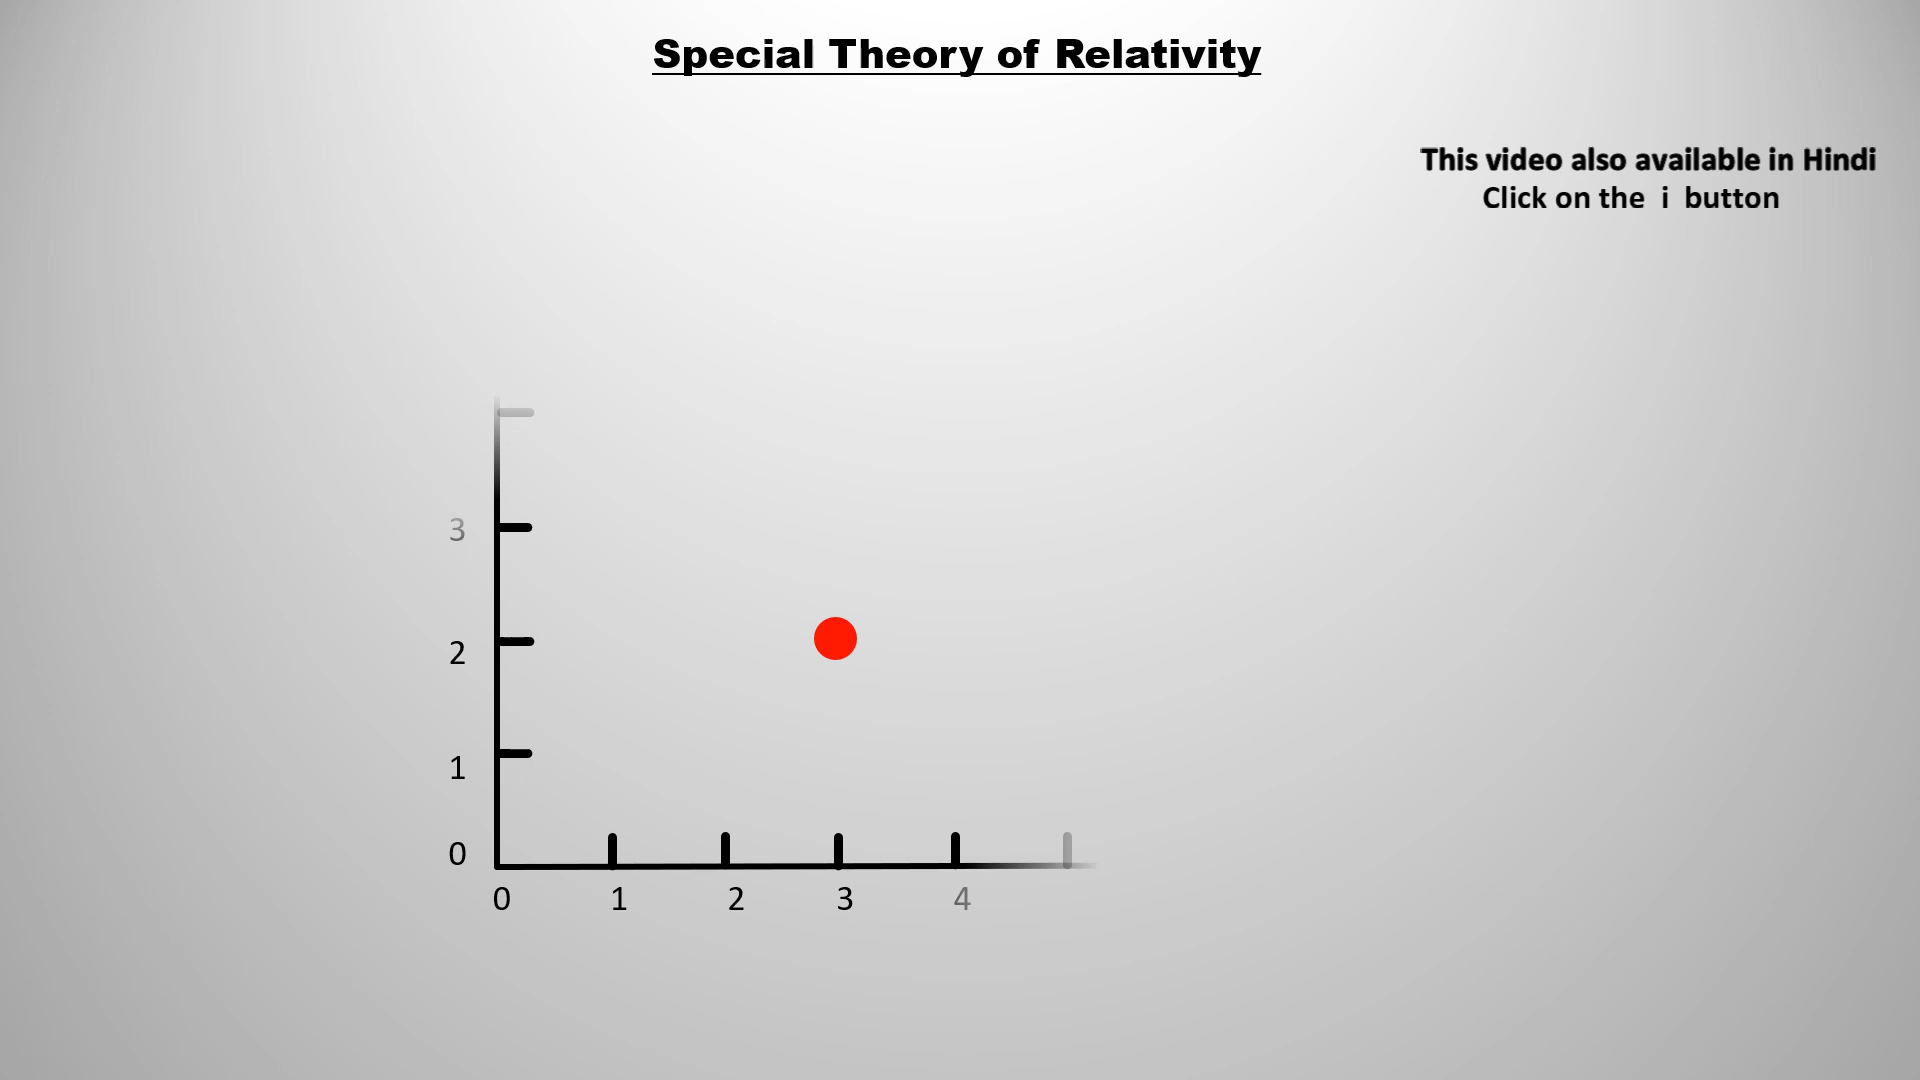 Special Theory of Relativity
This video also available in Hindi
Click on the i button
3
2
1
0
0 1 2 3 4